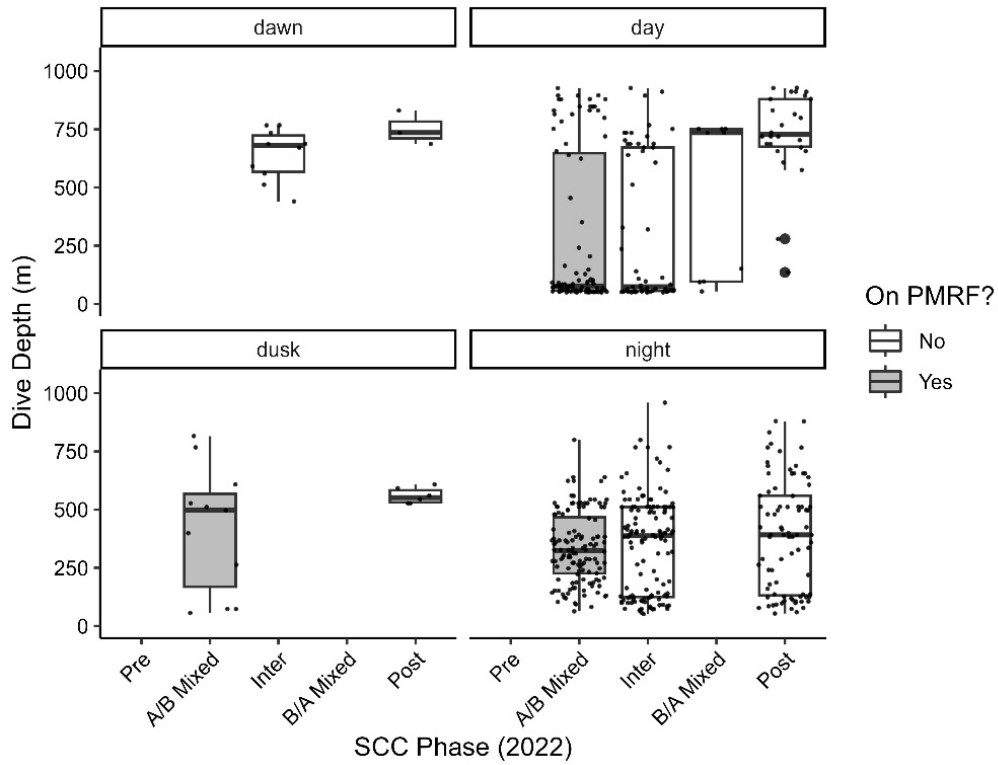 dawn
day
1000
750
500
250
0
dusk
night
1000
750
500
250
0
Dive Depth (m)
Pre
A/B Mixed
Inter
B/A Mixed
Post
Pre
A/B Mixed
Inter
B/A Mixed
Post
SCC Phase (2022)
On PMRF?
No
Yes